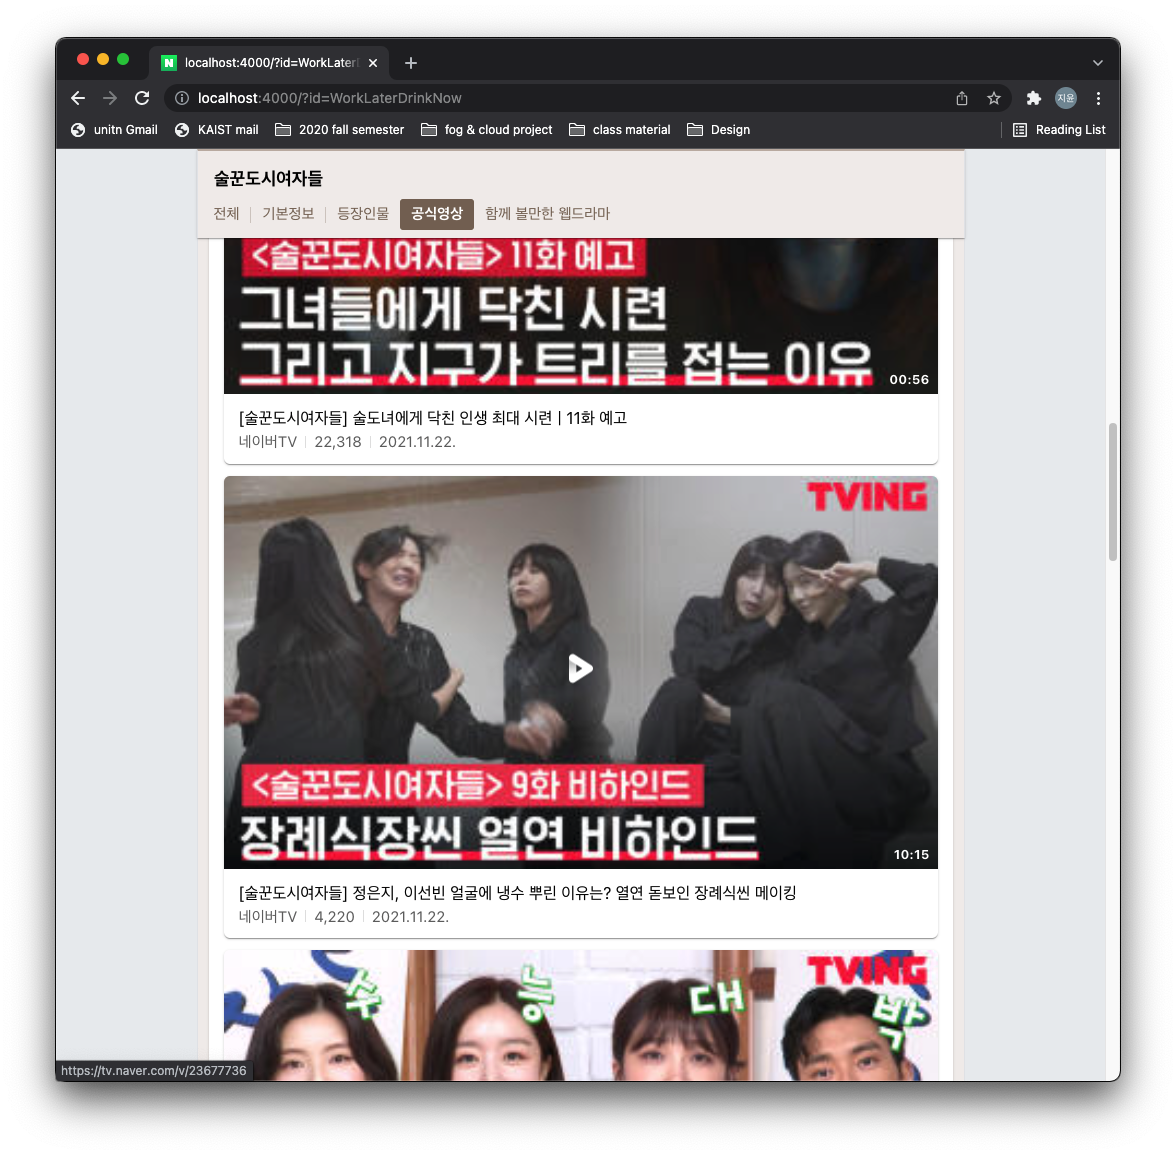 N localhost:4000/?id=WorkLater
localhost:4000/?id=WorkLaterDrinkNow
지윤
unitn Gmail KAIST mail 2020 fall semester fog & cloud project class material Design Reading List
술꾼도시여자들
전체 기본정보 등장인물 공식영상 함께 볼만한 웹드라마
<술꾼도시여자들> 11화 예고
그녀들에게 닥친 시련
그리고 지구가 트리를 접는 이유
00:56
[술꾼도시여자들] 술도녀에게 닥친 인생 최대 시련 | 11화 예고
네이버TV 22,318 2021.11.22.
TVING
<술꾼도시여자들> 9화 비하인드
장례식장씬 열연 비하인드
10:15
[술꾼도시여자들] 정은지, 이선빈 얼굴에 냉수 뿌린 이유는? 열연 돋보인 장례식씬 메이킹
네이버TV 4,220 2021.11.22.
TVING
수 능 대 박
https://tv.naver.com/v/23677736